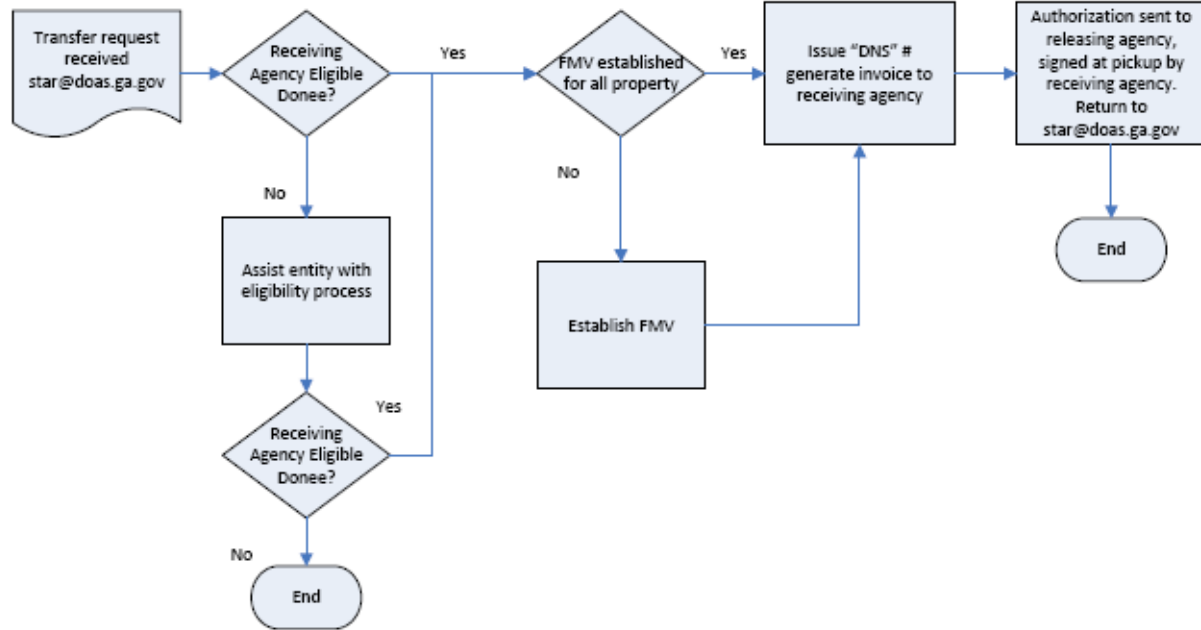 Transfer request
received
star@doas.ga.gov
Receiving
Agency Eligible
Donee?
Yes
FMV established
for all property
Yes
Issue “DNS” #
generate invoice to
receiving agency
Authorization sent to
releasing agency,
signed at pickup by
receiving agency.
Return to
star@doas.ga.gov
No
No
End
Assist entity with
eligibility process
Establish FMV
Yes
Receiving
Agency Eligible
Donee?
No
End